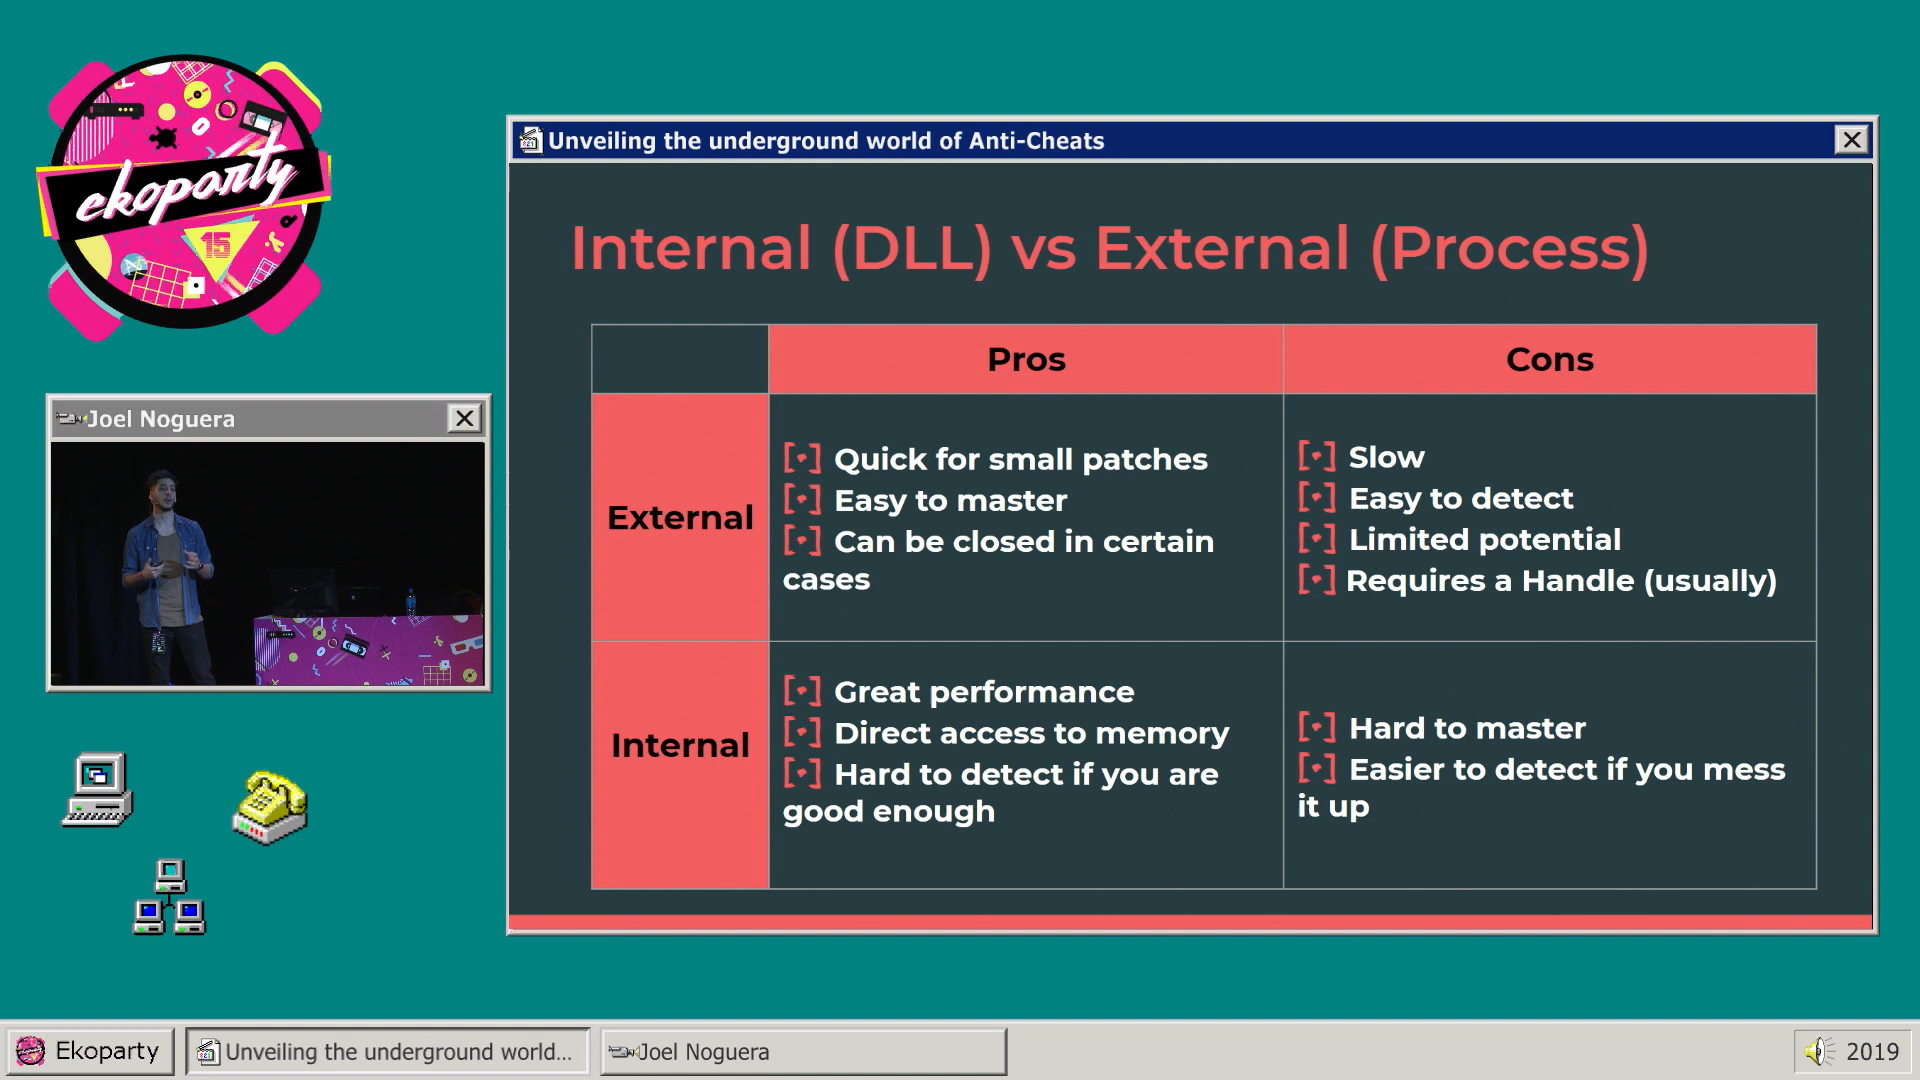 ekoparty
15
Joel Noguera
Unveiling the underground world of Anti-Cheats
Internal (DLL) vs External (Process)
Pros
Cons
External
[·] Quick for small patches
[·] Easy to master
[·] Can be closed in certain
cases
[·] Slow
[·] Easy to detect
[·] Limited potential
[·] Requires a Handle (usually)
Internal
[·] Great performance
[·] Direct access to memory
[·] Hard to detect if you are
good enough
[·] Hard to master
[·] Easier to detect if you mess
it up
Ekoparty
Unveiling the underground world...
Joel Noguera
2019